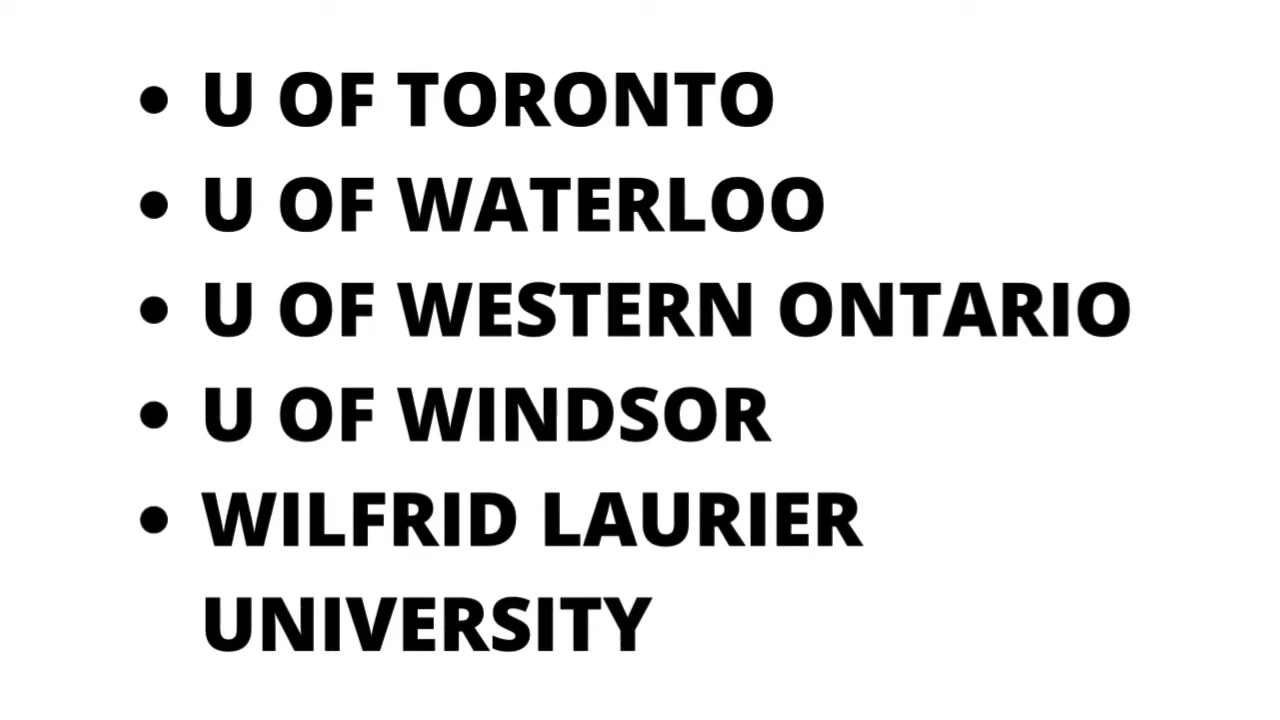 • U OF TORONTO
• U OF WATERLOO
• U OF WESTERN ONTARIO
• U OF WINDSOR
• WILFRID LAURIER
UNIVERSITY